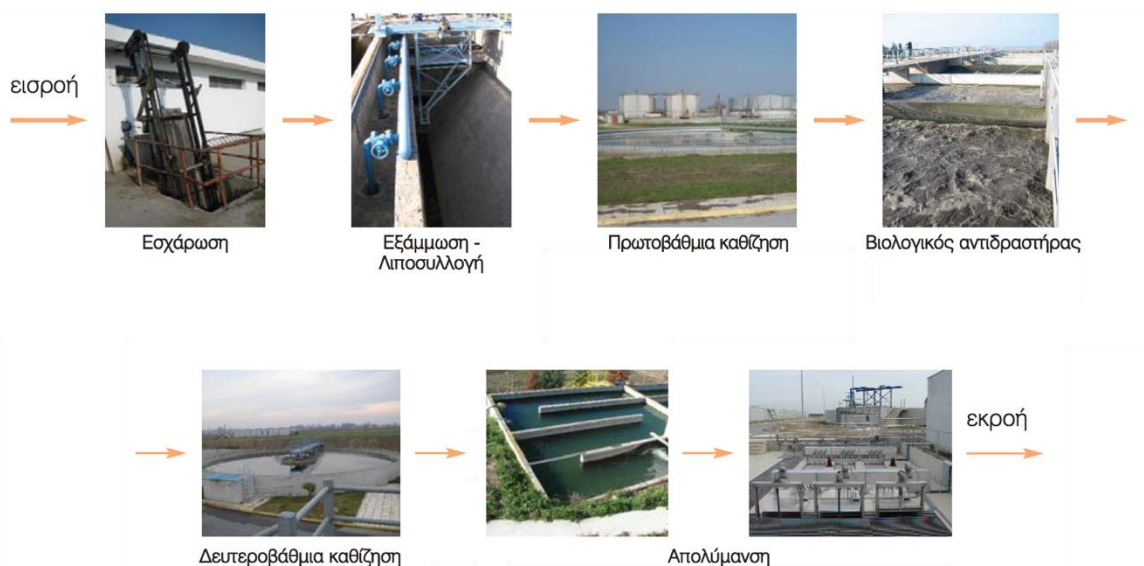 εισροή
Εσχάρωση
Εξάμμωση -
Λιποσυλλογή
Πρωτοβάθμια καθίζηση
Βιολογικός αντιδραστήρας
Δευτεροβάθμια καθίζηση
Απολύμανση
εκροή